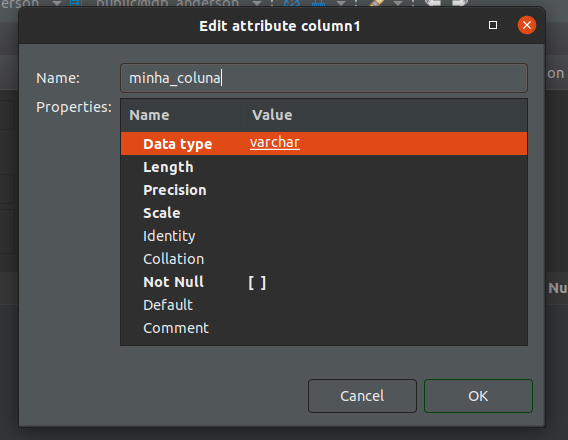 public@db_anderson
Edit attribute column1
Name: minha_coluna
on
Properties:
Name Value
Data type varchar
Length
Precision
Scale
Identity
Collation
Not Null [ ]
Nu
Default
Comment
Cancel OK